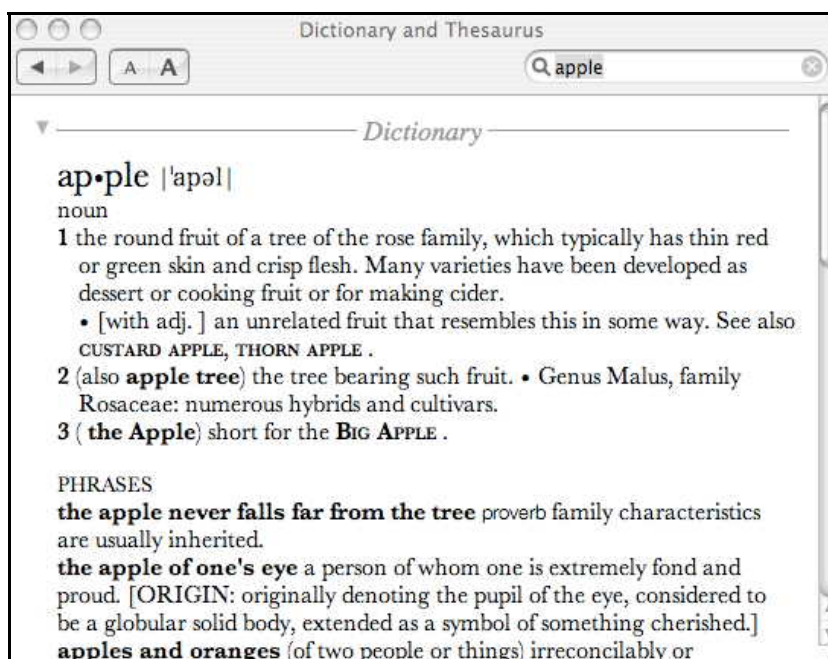 Dictionary and Thesaurus
A A
apple
Dictionary
ap•ple |ˈapəl|
noun
1 the round fruit of a tree of the rose family, which typically has thin red
or green skin and crisp flesh. Many varieties have been developed as
dessert or cooking fruit or for making cider.
• [with adj. ] an unrelated fruit that resembles this in some way. See also
CUSTARD APPLE, THORN APPLE .
2 (also apple tree) the tree bearing such fruit. • Genus Malus, family
Rosaceae: numerous hybrids and cultivars.
3 ( the Apple) short for the BIG APPLE .
PHRASES
the apple never falls far from the tree proverb family characteristics
are usually inherited.
the apple of one's eye a person of whom one is extremely fond and
proud. [ORIGIN: originally denoting the pupil of the eye, considered to
be a globular solid body, extended as a symbol of something cherished.]
apples and oranges (of two people or things) irreconcilably or